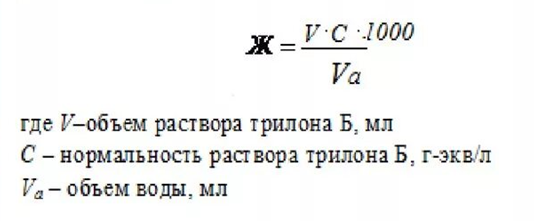 Ж = V · C · 1000
Va
где V–объем раствора трилона Б, мл
C – нормальность раствора трилона Б, г-экв/л
Va – объем воды, мл